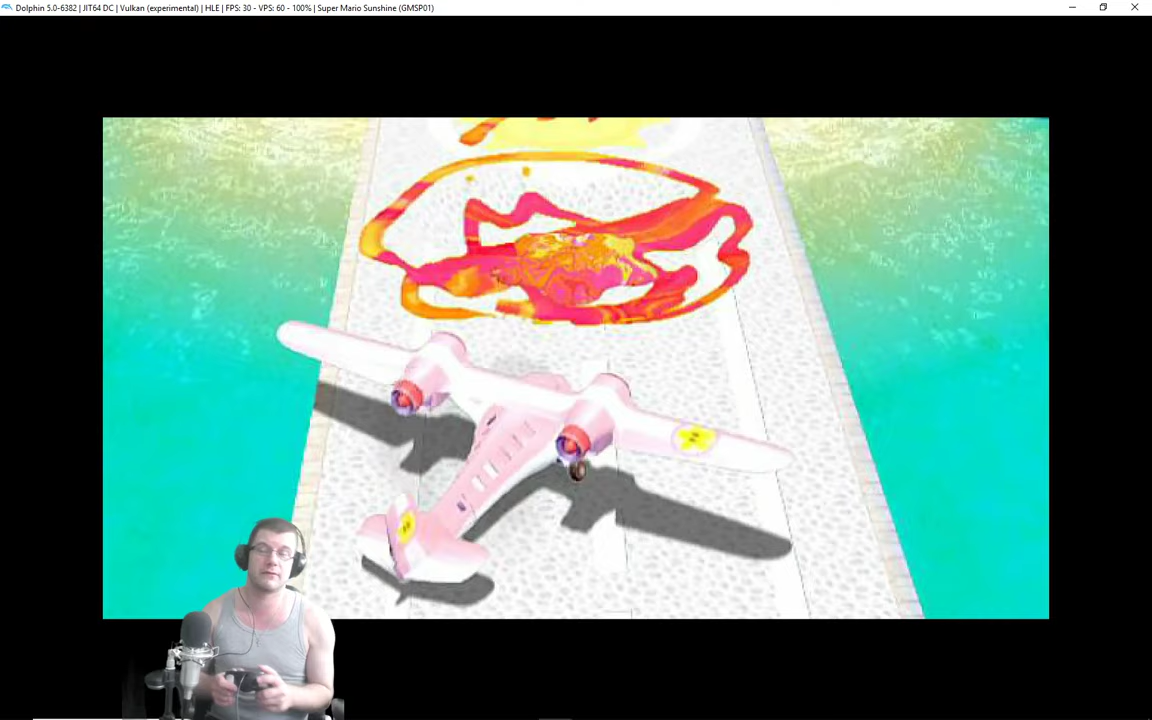 Dolphin 5.0-6382 | JIT64 DC | Vulkan (experimental) | HLE | FPS: 30 - VPS: 60 - 100% | Super Mario Sunshine (GMSP01)